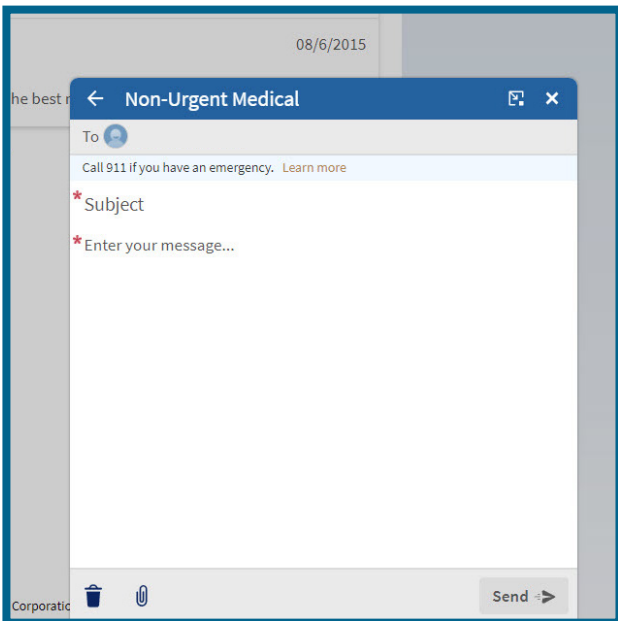 08/6/2015
he best
Non-Urgent Medical
To
Call 911 if you have an emergency. Learn more
*Subject
*Enter your message...
Send
Corporatio